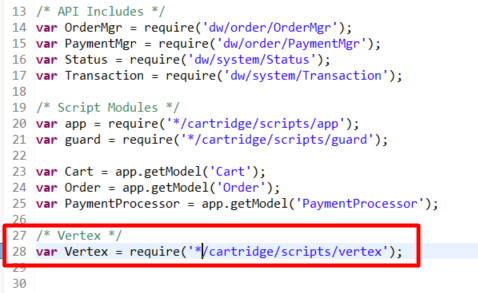 13 /* API Includes */
14 var OrderMgr = require('dw/order/OrderMgr');
15 var PaymentMgr = require('dw/order/PaymentMgr');
16 var Status = require('dw/system/Status');
17 var Transaction = require('dw/system/Transaction');
18
19 /* Script Modules */
20 var app = require('*/cartridge/scripts/app');
21 var guard = require('*/cartridge/scripts/guard');
22
23 var Cart = app.getModel('Cart');
24 var Order = app.getModel('Order');
25 var PaymentProcessor = app.getModel('PaymentProcessor');
26
27 /* Vertex */
28 var Vertex = require('*/cartridge/scripts/vertex');
29
30